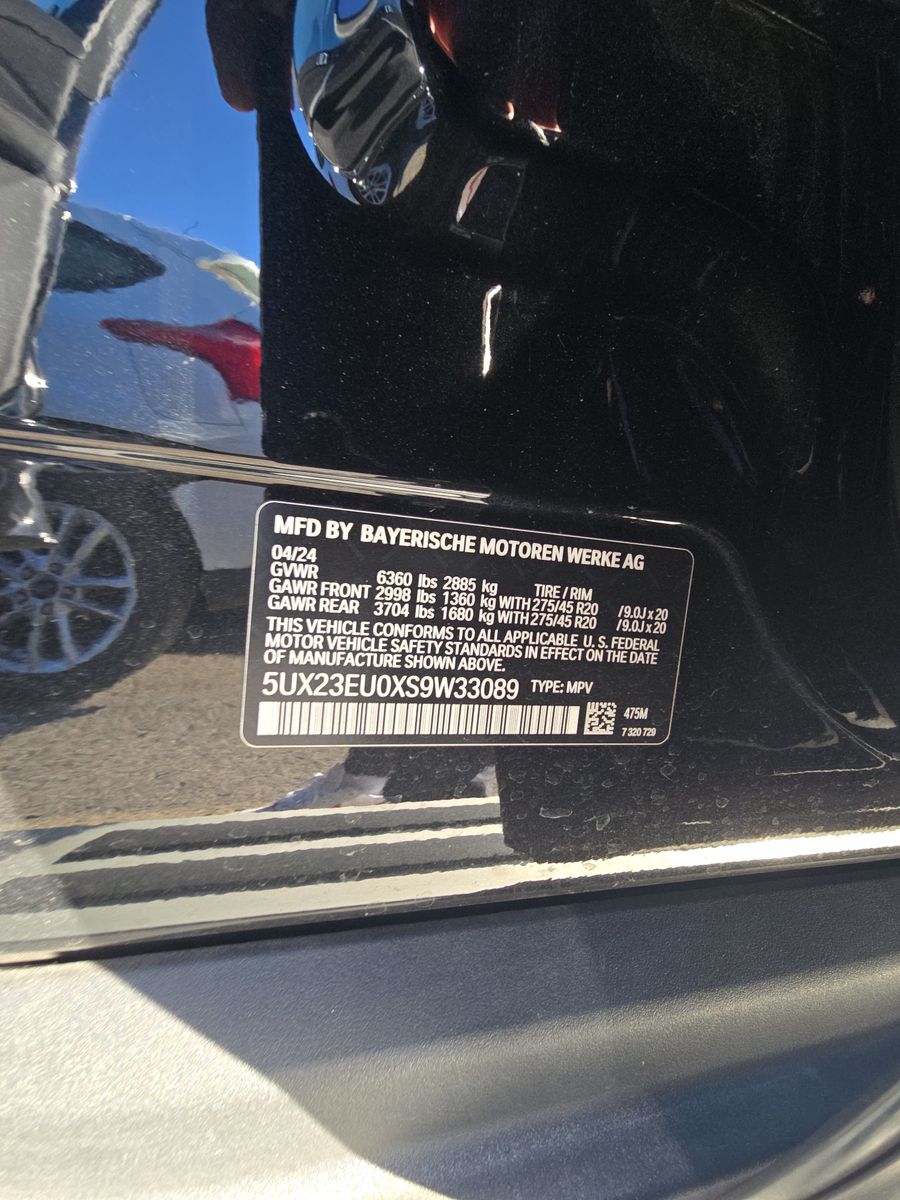 MFD BY BAYERISCHE MOTOREN WERKE AG
04/24
GVWR 6360 lbs 2885 kg TIRE / RIM
GAWR FRONT 2998 lbs 1360 kg WITH 275/45 R20 /9.0J x 20
GAWR REAR 3704 lbs 1680 kg WITH 275/45 R20 /9.0J x 20
THIS VEHICLE CONFORMS TO ALL APPLICABLE U. S. FEDERAL
MOTOR VEHICLE SAFETY STANDARDS IN EFFECT ON THE DATE
OF MANUFACTURE SHOWN ABOVE.
5UX23EU0XS9W33089 TYPE: MPV
475M
7 320 729